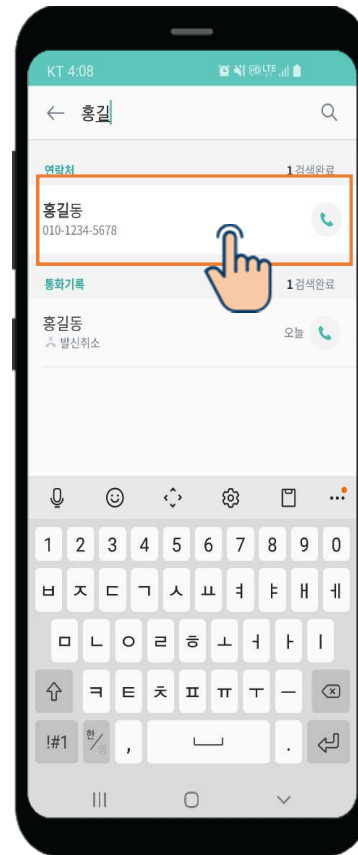 KT 4:08 LTE
홍길
연락처 1 검색완료
홍길동
010-1234-5678
통화기록 1 검색완료
홍길동 오늘
발신취소
1 2 3 4 5 6 7 8 9 0
ㅂ ㅈ ㄷ ㄱ ㅅ ㅛ ㅕ ㅑ ㅐ ㅔ
ㅁ ㄴ ㅇ ㄹ ㅎ ㅗ ㅓ ㅏ ㅣ
ㅋ ㅌ ㅊ ㅍ ㅠ ㅜ ㅡ
!#1 한/영 , .